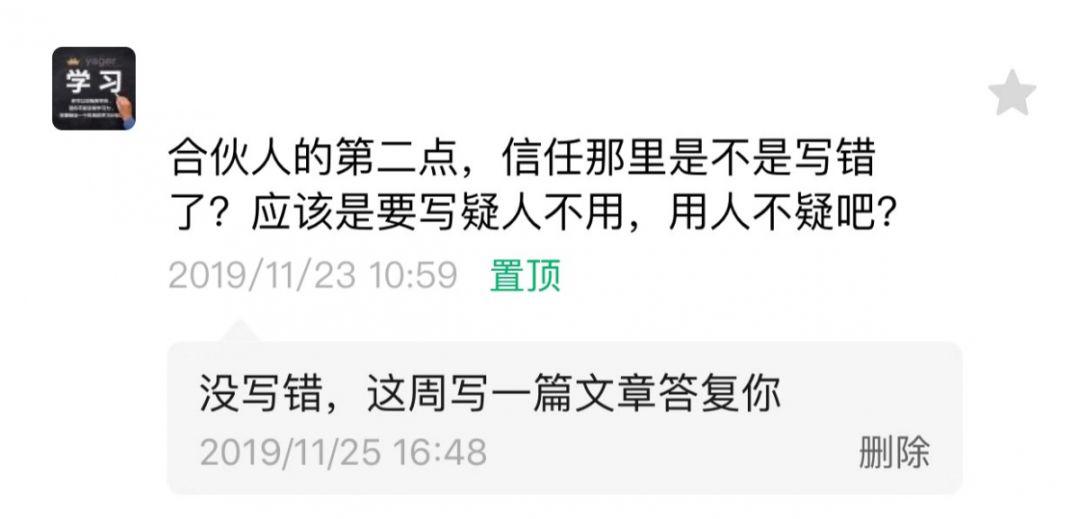 yager
学习
合伙人的第二点，信任那里是不是写错
了？应该是要写疑人不用，用人不疑吧？
2019/11/23 10:59 置顶
没写错，这周写一篇文章答复你
2019/11/25 16:48 删除